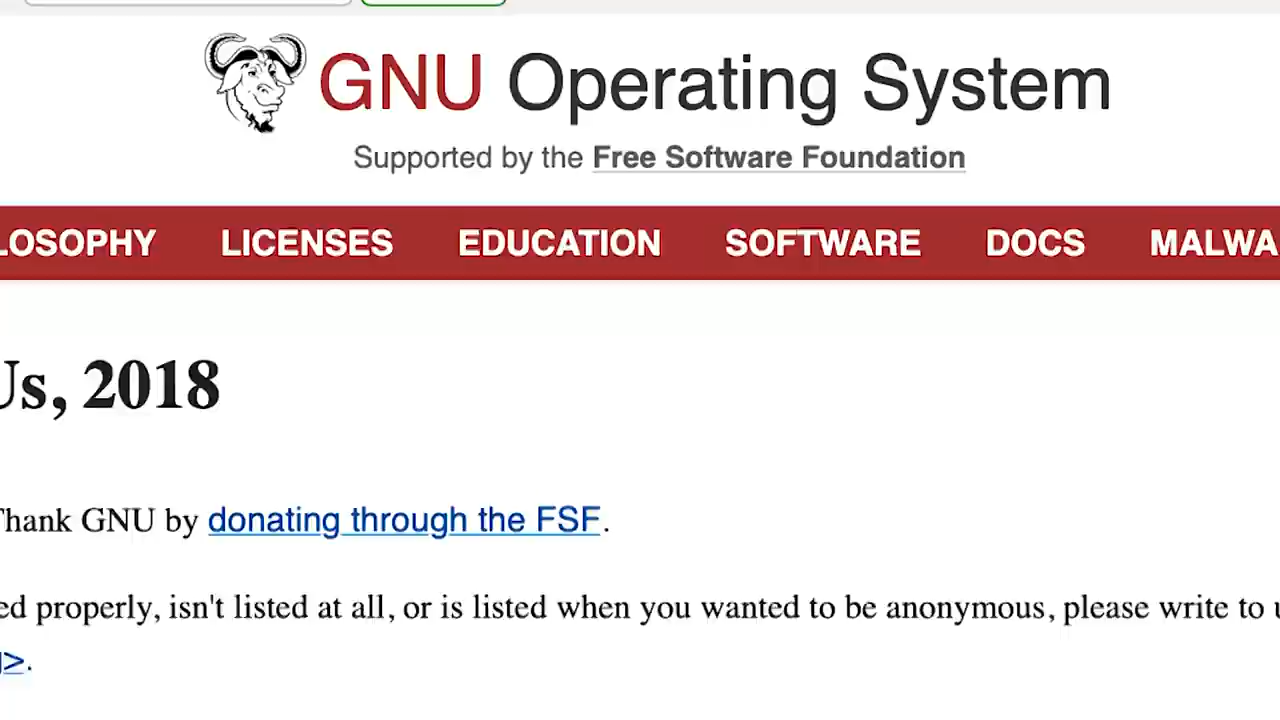 GNU Operating System
Supported by the Free Software Foundation
LOSOPHY LICENSES EDUCATION SOFTWARE DOCS MALWA
Us, 2018
Thank GNU by donating through the FSF.
ed properly, isn't listed at all, or is listed when you wanted to be anonymous, please write to u
>.